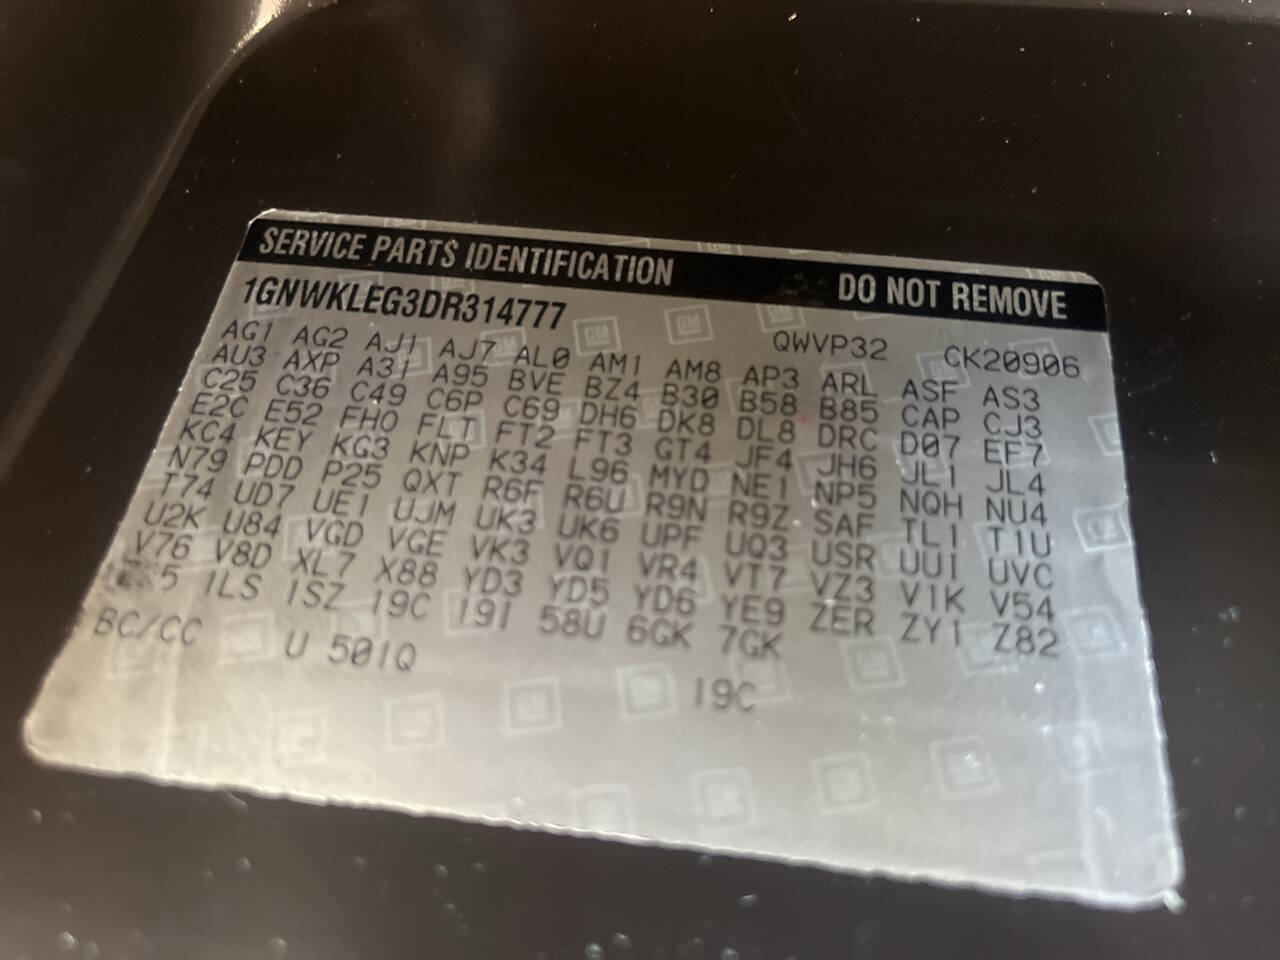 SERVICE PARTS IDENTIFICATION DO NOT REMOVE
1GNWKLEG3DR314777 QWVP32 CK20906
AG1 AG2 AJ1 AJ7 AL0 AM1 AM8 AP3 ARL ASF AS3
AU3 AXP A31 A95 BVE BZ4 B30 B58 B85 CAP CJ3
C25 C36 C49 C6P C69 DH6 DK8 DL8 DRC D07 EF7
E2C E52 FHO FLT FT2 FT3 GT4 JF4 JH6 JL1 JL4
KC4 KEY KG3 KNP K34 L96 MYD NE1 NP5 NQH NU4
N79 PDD P25 QXT R6F R6U R9N R9Z SAF TL1 T1U
T74 UD7 UE1 UJM UK3 UK6 UPF UQ3 USR UU1 UVC
U2K U84 VGD VGE VK3 VQ1 VR4 VT7 VZ3 V1K V54
V76 V8D XL7 X88 YD3 YD5 YD6 YE9 ZER ZY1 Z82
5 1LS 1SZ 19C 19I 58U 6GK 7GK
BC/CC U 501Q 19C